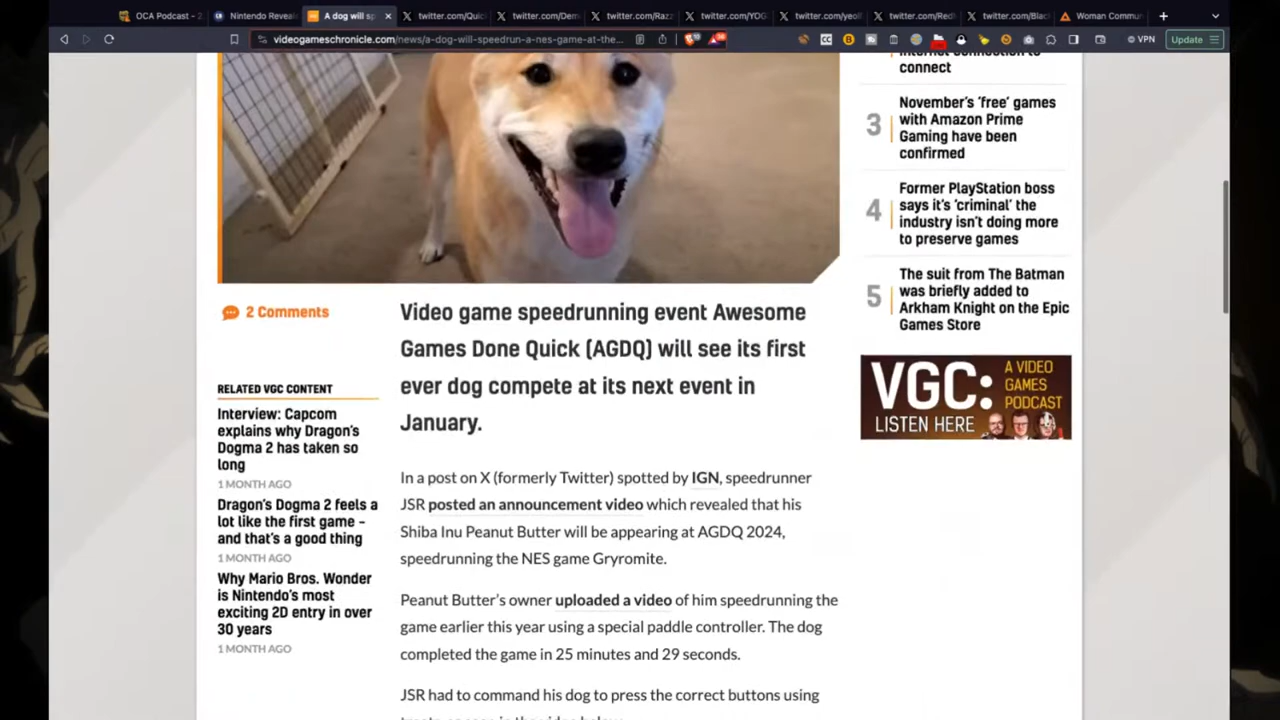 OCA Podcast - 2
Nintendo Reveals
A dog will sp
twitter.com/Quic
twitter.com/Dem
twitter.com/Razz
twitter.com/YOG
twitter.com/yeol
twitter.com/Red
twitter.com/Blac
Woman Commu
videogameschronicle.com/news/a-dog-will-speedrun-a-nes-game-at-the...
VPN
Update
connect
3
November's 'free' games
with Amazon Prime
Gaming have been
confirmed
4
Former PlayStation boss
says it's 'criminal' the
industry isn't doing more
to preserve games
5
The suit from The Batman
was briefly added to
Arkham Knight on the Epic
Games Store
VGC:
A VIDEO
GAMES
PODCAST
LISTEN HERE
2 Comments
RELATED VGC CONTENT
Interview: Capcom
explains why Dragon's
Dogma 2 has taken so
long
1 MONTH AGO
Dragon's Dogma 2 feels a
lot like the first game –
and that's a good thing
1 MONTH AGO
Why Mario Bros. Wonder
is Nintendo's most
exciting 2D entry in over
30 years
1 MONTH AGO
Video game speedrunning event Awesome
Games Done Quick (AGDQ) will see its first
ever dog compete at its next event in
January.
In a post on X (formerly Twitter) spotted by IGN, speedrunner
JSR posted an announcement video which revealed that his
Shiba Inu Peanut Butter will be appearing at AGDQ 2024,
speedrunning the NES game Gryromite.
Peanut Butter's owner uploaded a video of him speedrunning the
game earlier this year using a special paddle controller. The dog
completed the game in 25 minutes and 29 seconds.
JSR had to command his dog to press the correct buttons using